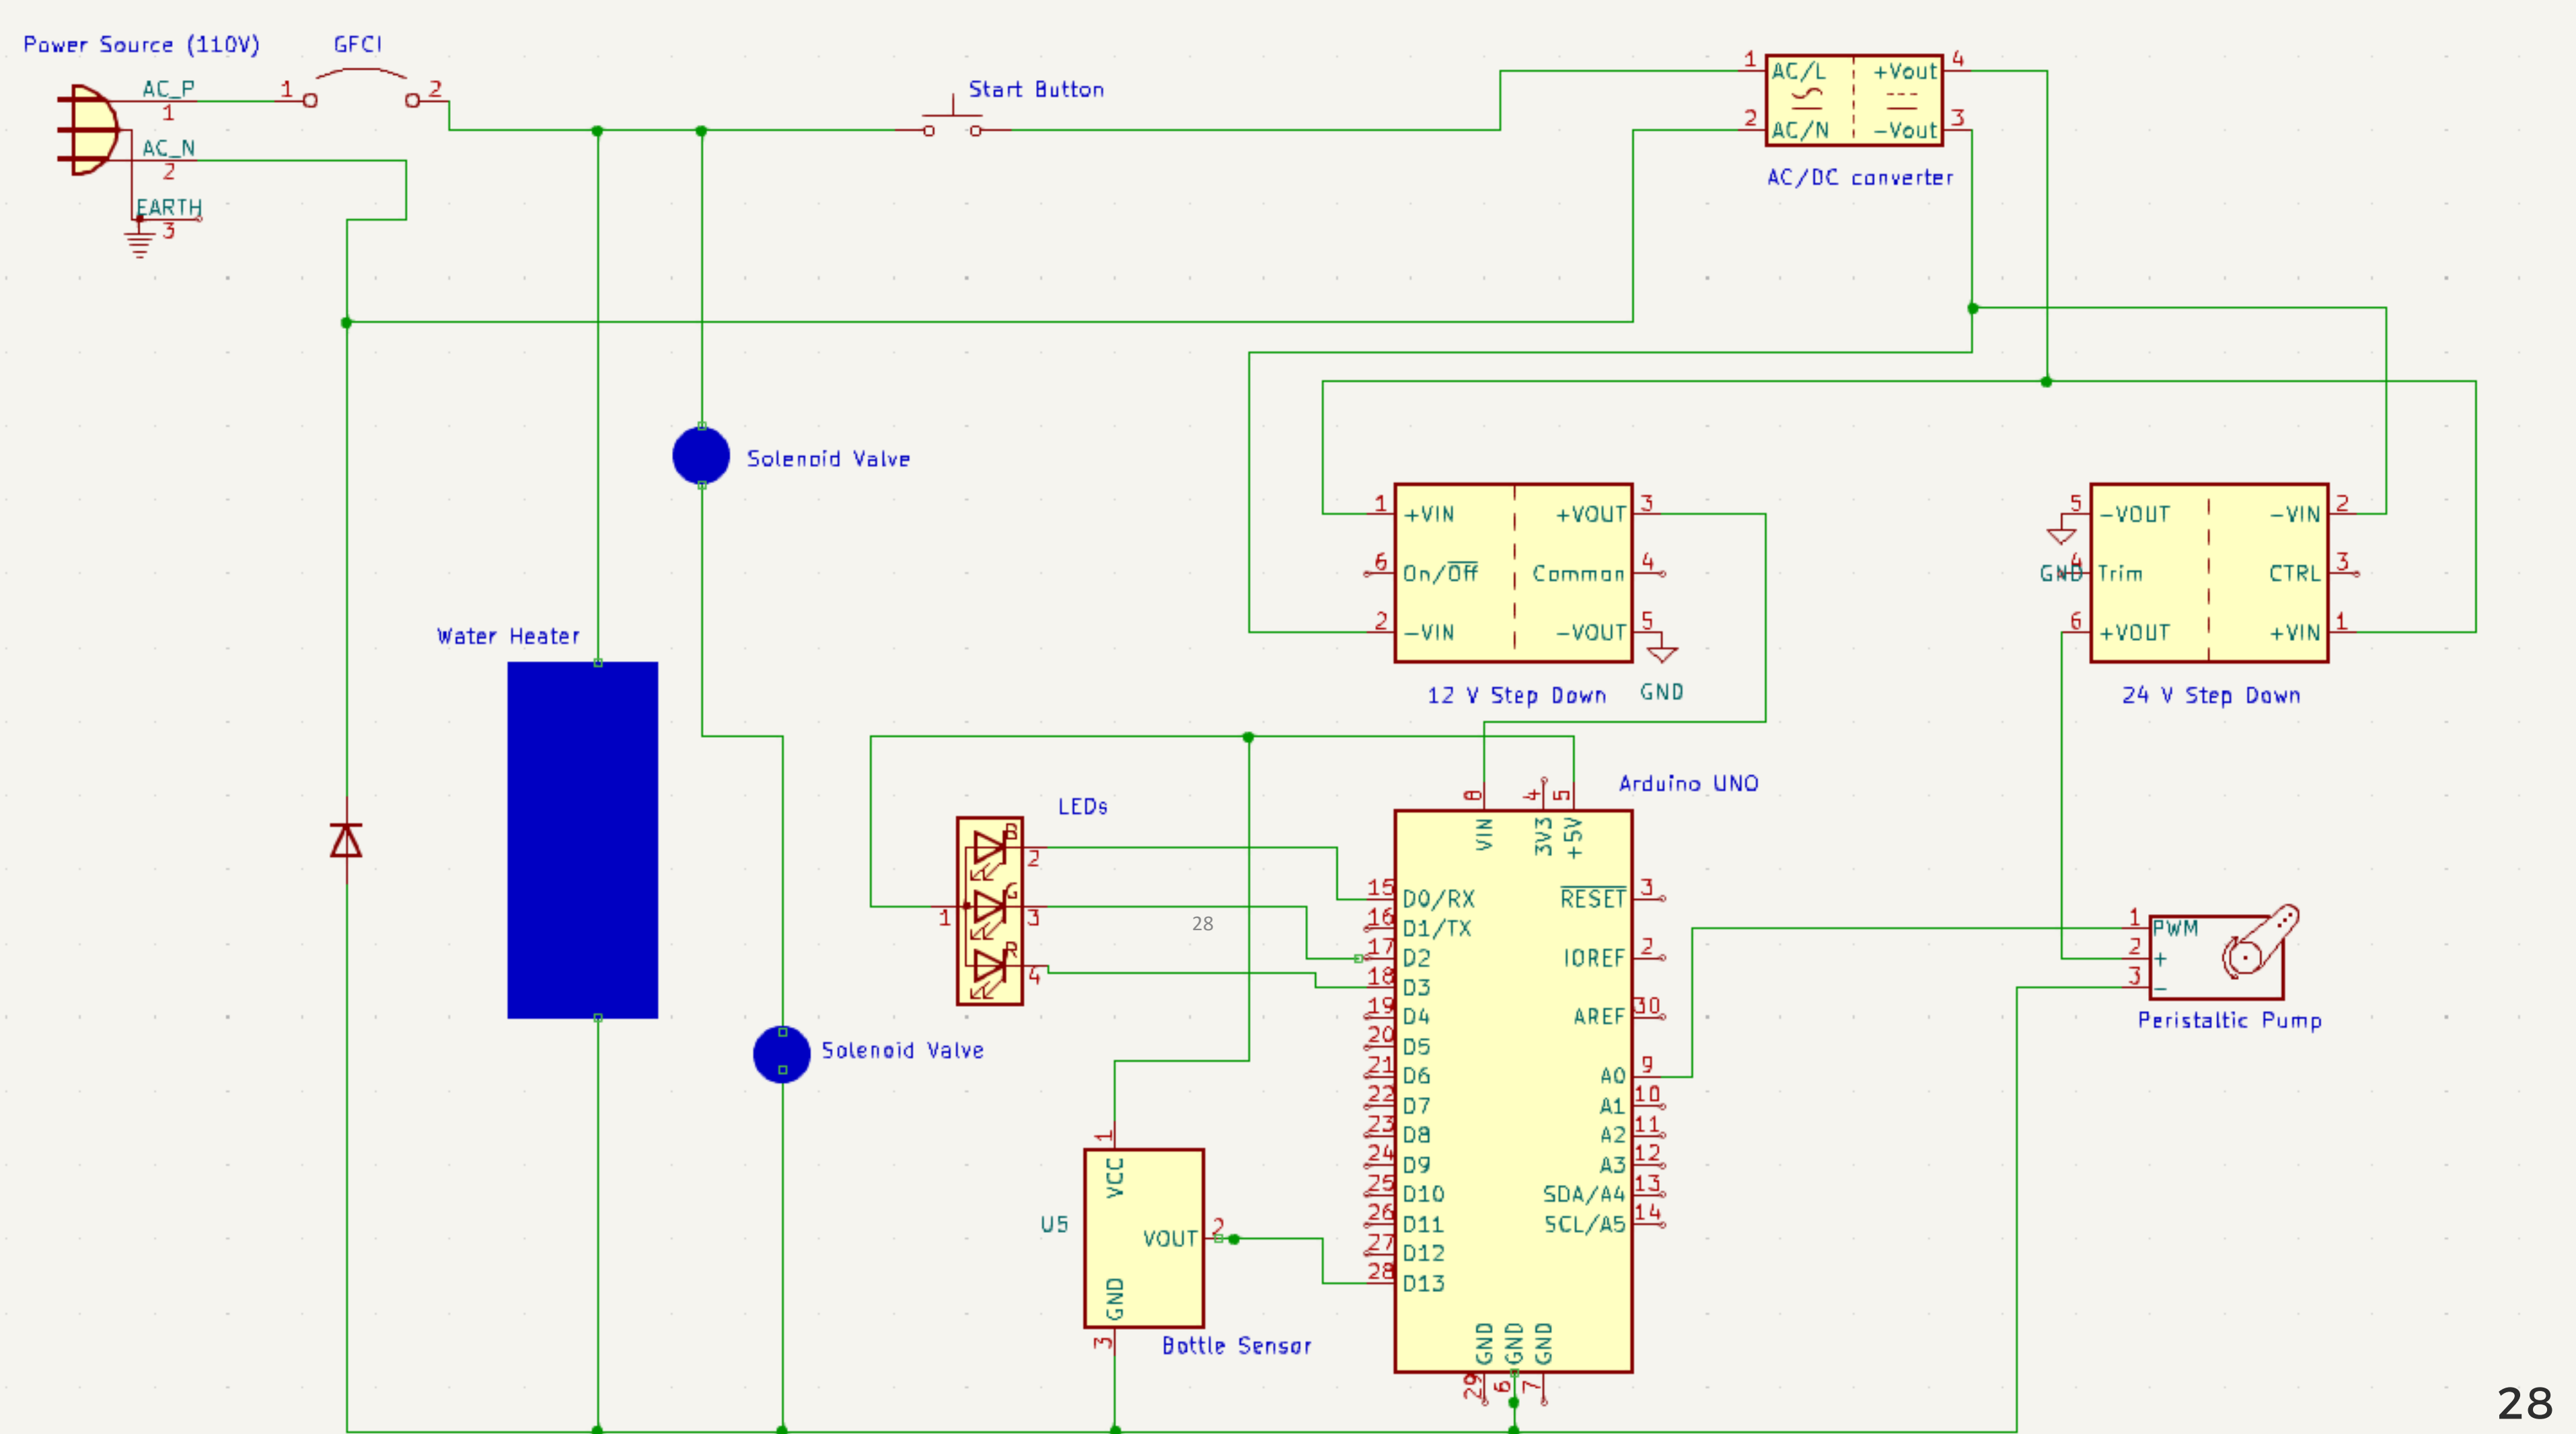 Power Source (110V)
GFCI
AC_P
1
1
2
AC_N
2
EARTH
3
Start Button
1
AC/L
+Vout
4
2
AC/N
-Vout
3
AC/DC converter
Solenoid Valve
1
+VIN
+VOUT
3
6
On/Off
Common
4
2
-VIN
-VOUT
5
12 V Step Down
GND
5
-VOUT
-VIN
2
GND
4
Trim
CTRL
3
6
+VOUT
+VIN
1
24 V Step Down
Water Heater
LEDs
B
2
1
G
3
R
4
28
Solenoid Valve
Arduino UNO
8
4
5
VIN
3V3
+5V
15
D0/RX
RESET
3
16
D1/TX
17
D2
IOREF
2
18
D3
19
D4
AREF
30
20
D5
21
D6
A0
9
22
D7
A1
10
23
D8
A2
11
24
D9
A3
12
25
D10
SDA/A4
13
26
D11
SCL/A5
14
27
D12
28
D13
GND
GND
GND
29
6
7
1
PWM
2
+
3
-
Peristaltic Pump
1
VCC
U5
VOUT
2
GND
3
Bottle Sensor
28